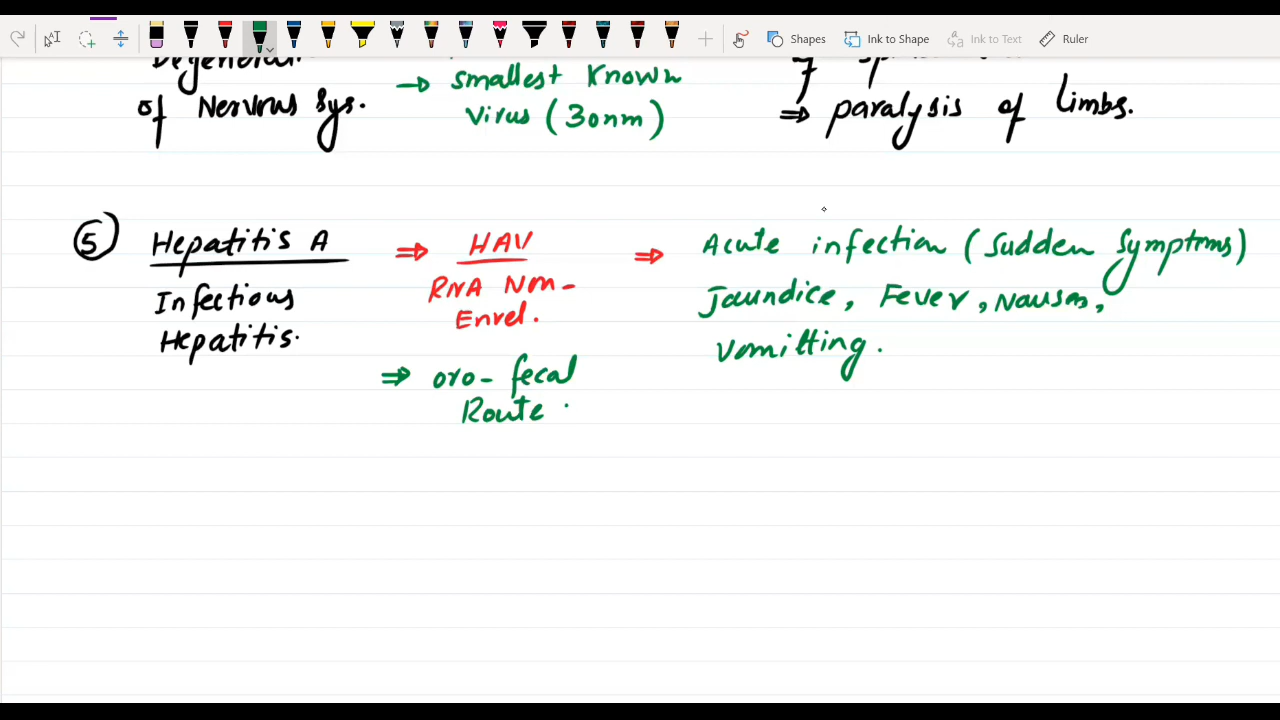 Shapes Ink to Shape Ink to Text Ruler
of Nervous Sys.
→ smallest known
Virus (30nm)
⇒ paralysis of limbs.
5 Hepatitis A ⇒ HAV ⇒ Acute infection (Sudden Symptoms)
Infectious RNA Non- Jaundice, Fever, Nausea,
Hepatitis. Envel. Vomitting.
⇒ oro-fecal
Route.